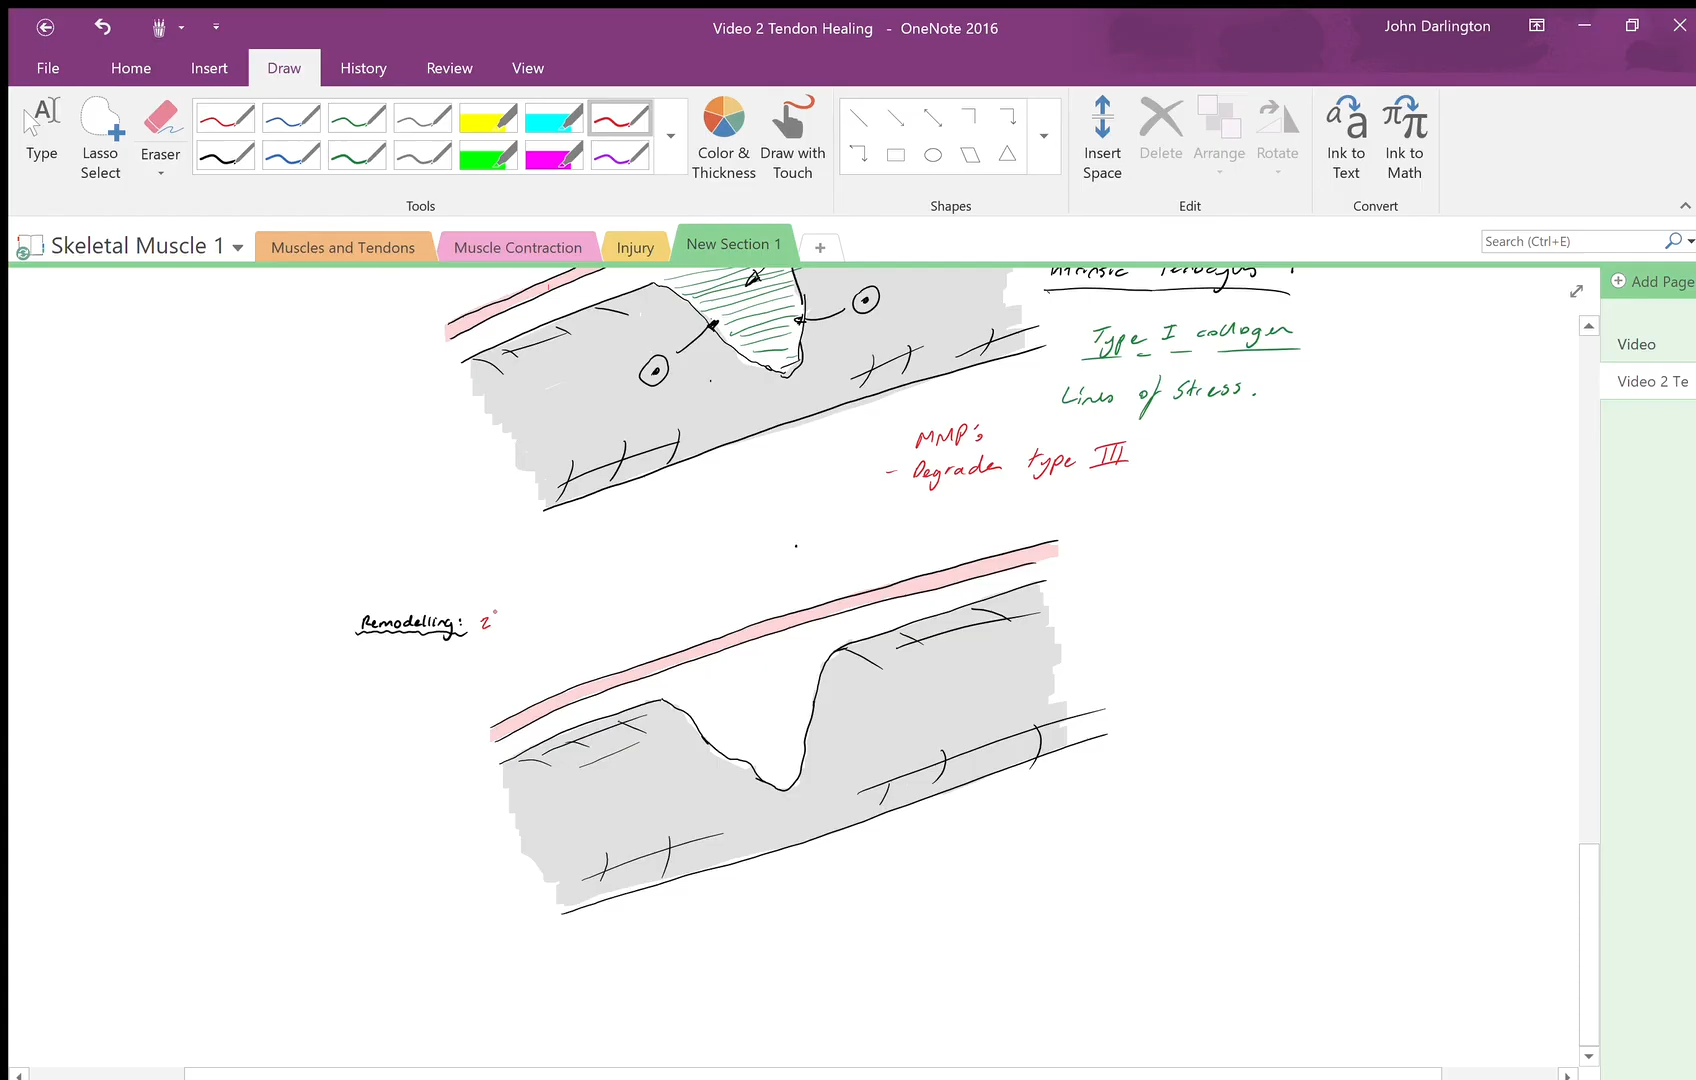 Video 2 Tendon Healing - OneNote 2016
John Darlington
File Home Insert Draw History Review View
Type
Lasso Select
Eraser
Color & Thickness
Draw with Touch
Insert Space
Delete
Arrange
Rotate
Ink to Text
Ink to Math
Tools
Shapes
Edit
Convert
Skeletal Muscle 1
Muscles and Tendons
Muscle Contraction
Injury
New Section 1
Search (Ctrl+E)
Add Page
Video
Video 2 Te
Intrinsic
Type I collagen
Lines of Stress.
MMP's
- Degrade type III
Remodelling: 2°